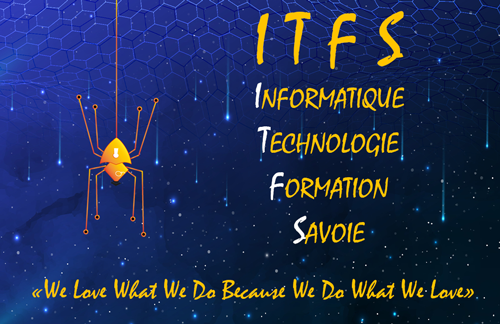 ITFS
INFORMATIQUE
TECHNOLOGIE
FORMATION
SAVOIE
«We Love What We Do Because We Do What We Love»